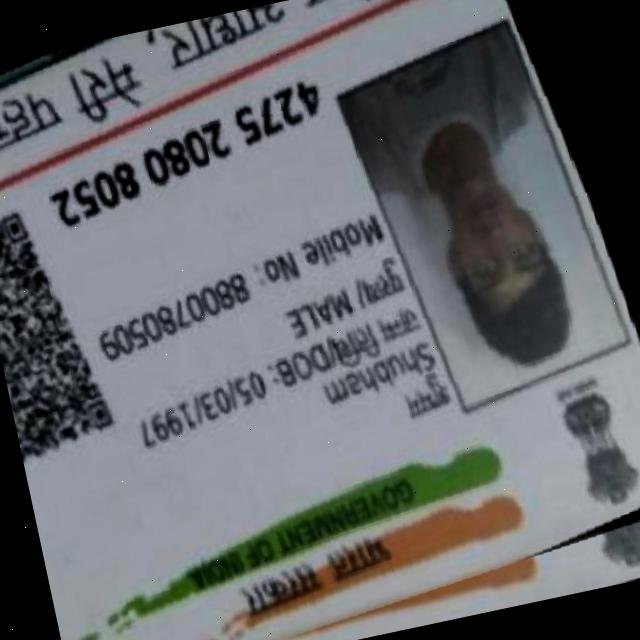 भारत सरकार
GOVERNMENT OF INDIA
शुभम
Shubham
जन्म तिथि/DOB: 05/03/1997
पुरुष/ MALE
Mobile No: 8800780509
4275 2080 8052
आधार, मेरी